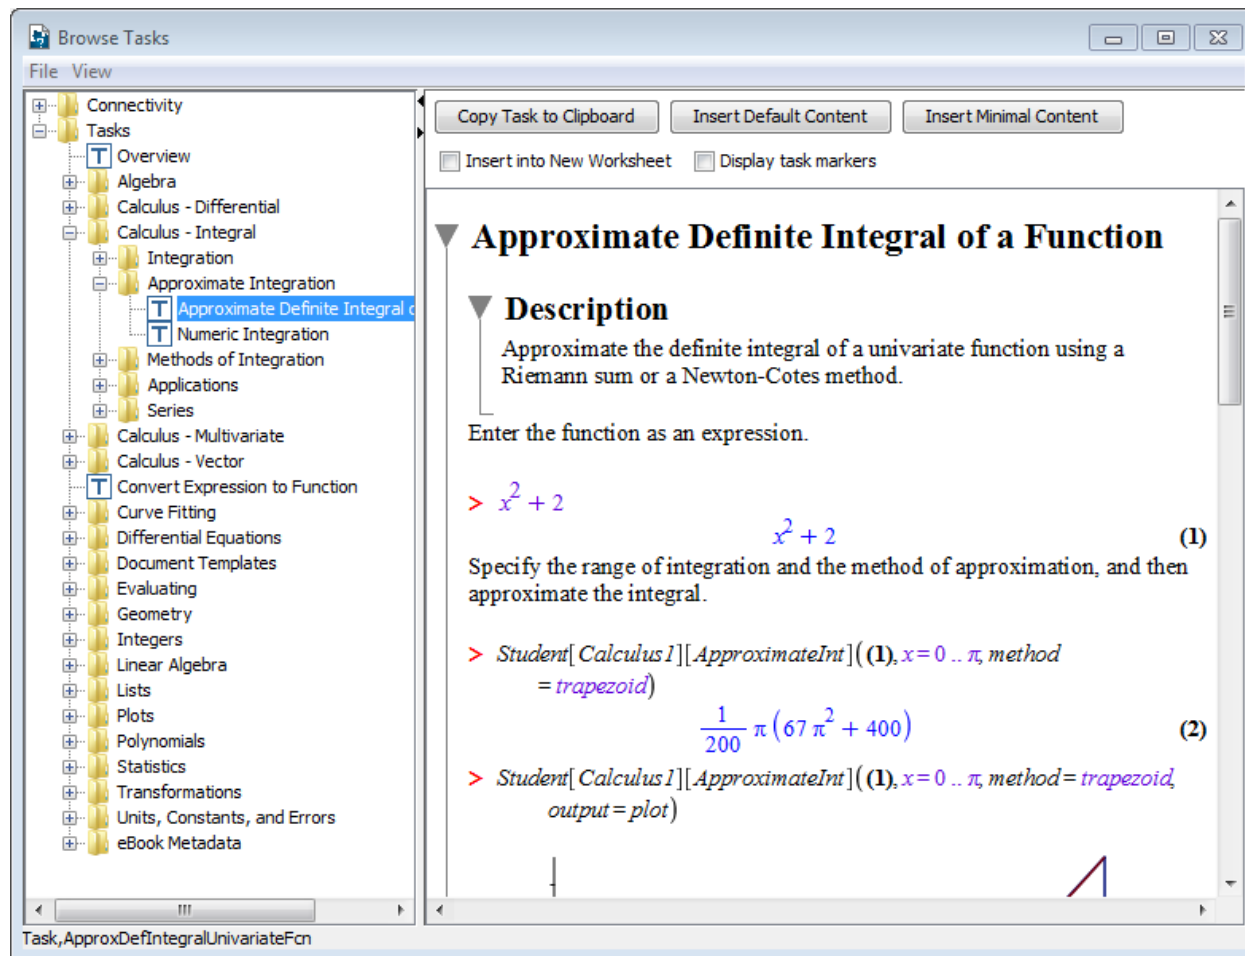 Browse Tasks
File View
Connectivity
Tasks
Overview
Algebra
Calculus - Differential
Calculus - Integral
Integration
Approximate Integration
Approximate Definite Integral
Numeric Integration
Methods of Integration
Applications
Series
Calculus - Multivariate
Calculus - Vector
Convert Expression to Function
Curve Fitting
Differential Equations
Document Templates
Evaluating
Geometry
Integers
Linear Algebra
Lists
Plots
Polynomials
Statistics
Transformations
Units, Constants, and Errors
eBook Metadata
Copy Task to Clipboard Insert Default Content Insert Minimal Content
Insert into New Worksheet Display task markers
Approximate Definite Integral of a Function
Description
Approximate the definite integral of a univariate function using a
Riemann sum or a Newton-Cotes method.
Enter the function as an expression.
> x² + 2
x² + 2 (1)
Specify the range of integration and the method of approximation, and then
approximate the integral.
> Student[Calculus1][ApproximateInt]((1), x = 0 .. π, method
= trapezoid)
1/200 π (67 π² + 400) (2)
> Student[Calculus1][ApproximateInt]((1), x = 0 .. π, method = trapezoid,
output = plot)
Task,ApproxDefIntegralUnivariateFcn